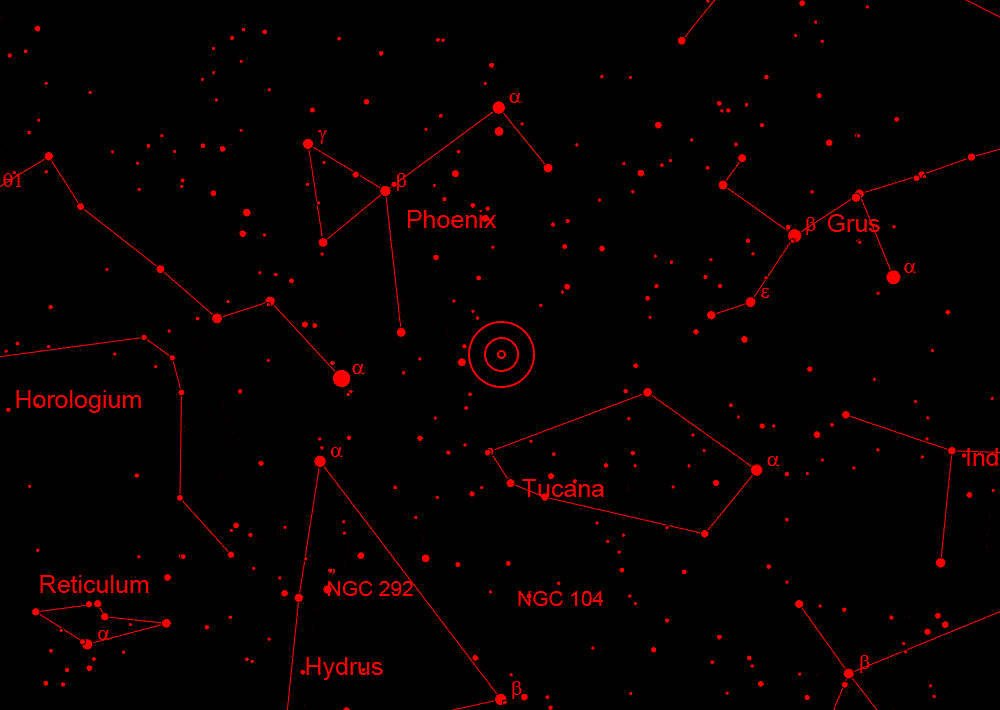 α
γ
θ1
β
Phoenix
β Grus
α
ε
α
Horologium
α
α
Ind
Tucana
Reticulum
NGC 292
NGC 104
α
Hydrus
β
β